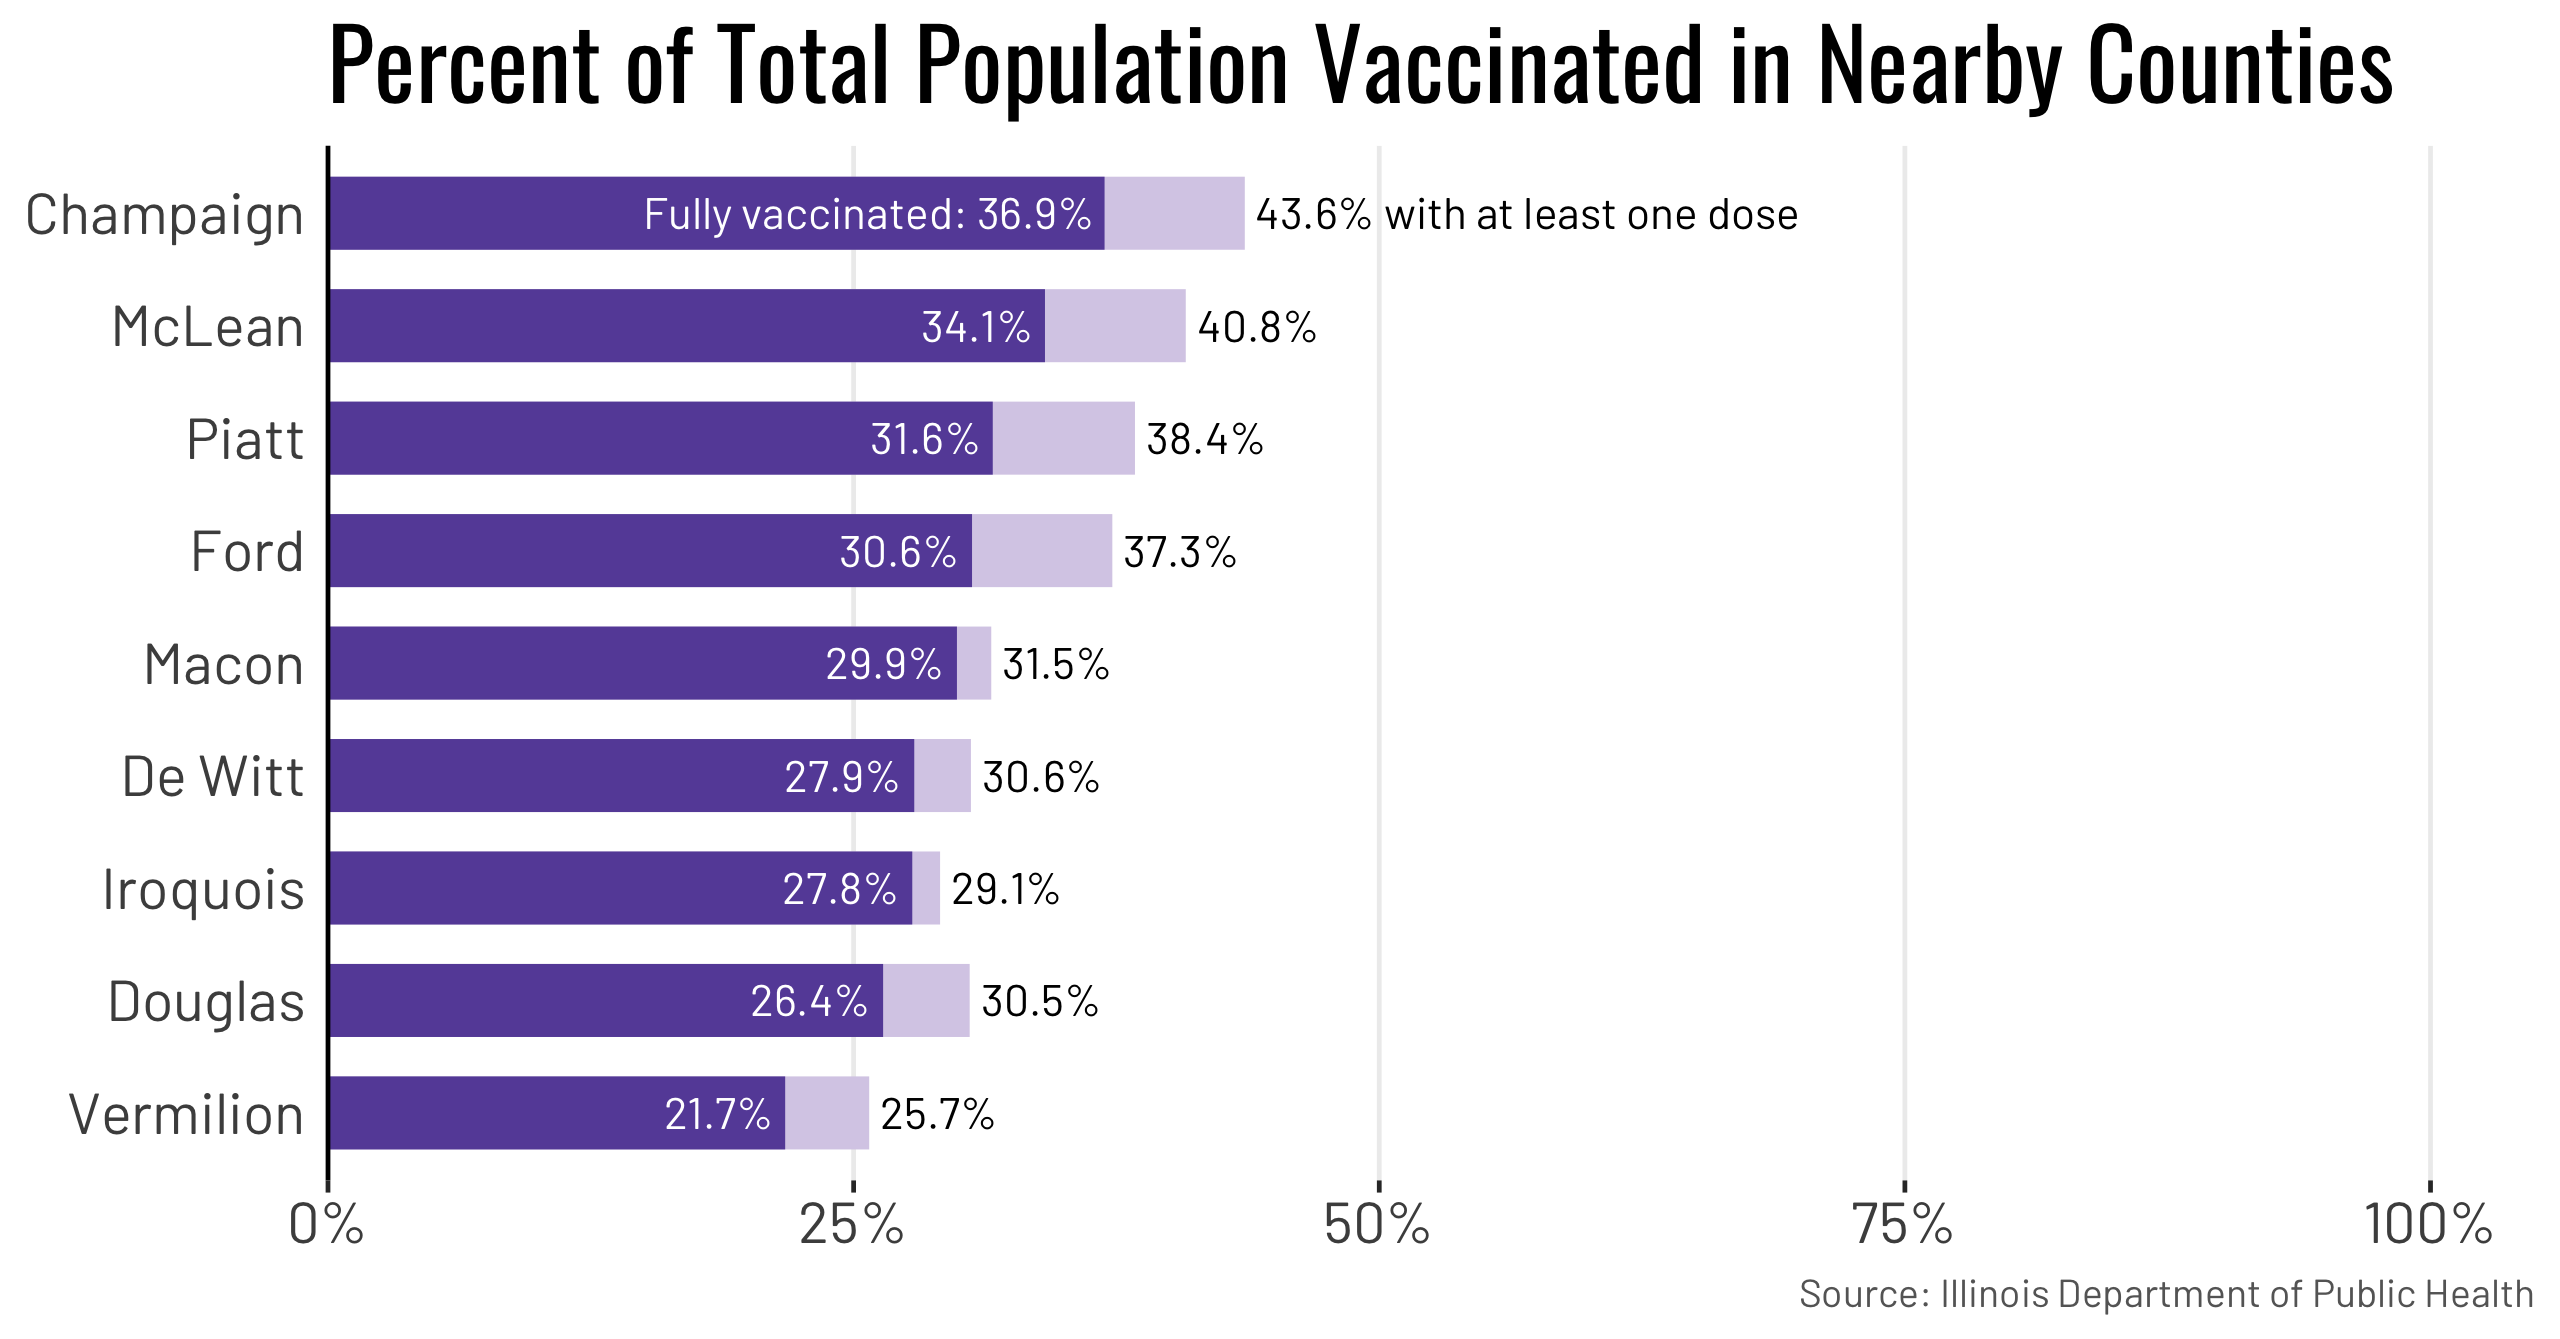 Percent of Total Population Vaccinated in Nearby Counties
Champaign Fully vaccinated: 36.9% 43.6% with at least one dose
McLean 34.1% 40.8%
Piatt 31.6% 38.4%
Ford 30.6% 37.3%
Macon 29.9% 31.5%
De Witt 27.9% 30.6%
Iroquois 27.8% 29.1%
Douglas 26.4% 30.5%
Vermilion 21.7% 25.7%
0% 25% 50% 75% 100%
Source: Illinois Department of Public Health